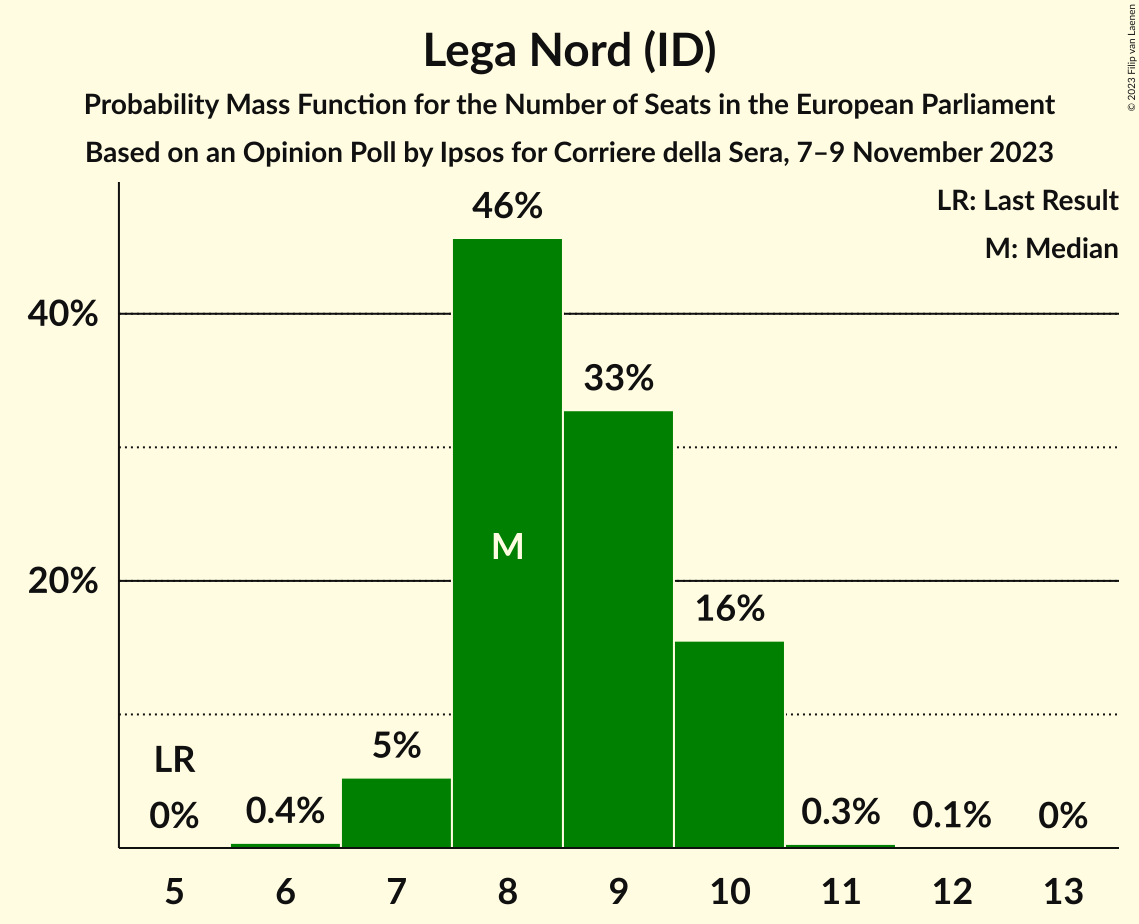 Lega Nord (ID)
Probability Mass Function for the Number of Seats in the European Parliament
Based on an Opinion Poll by Ipsos for Corriere della Sera, 7–9 November 2023
© 2023 Filip van Laenen
LR: Last Result
M: Median
46%
40%
33%
M
20%
16%
5%
LR
0%
0.4%
0.3%
0.1%
0%
5 6 7 8 9 10 11 12 13